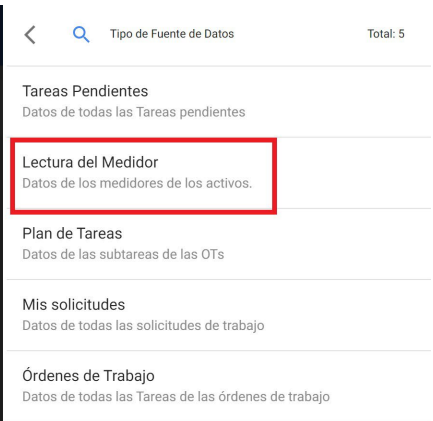 Tipo de Fuente de Datos Total: 5
Tareas Pendientes
Datos de todas las Tareas pendientes
Lectura del Medidor
Datos de los medidores de los activos.
Plan de Tareas
Datos de las subtareas de las OTs
Mis solicitudes
Datos de todas las solicitudes de trabajo
Órdenes de Trabajo
Datos de todas las Tareas de las órdenes de trabajo